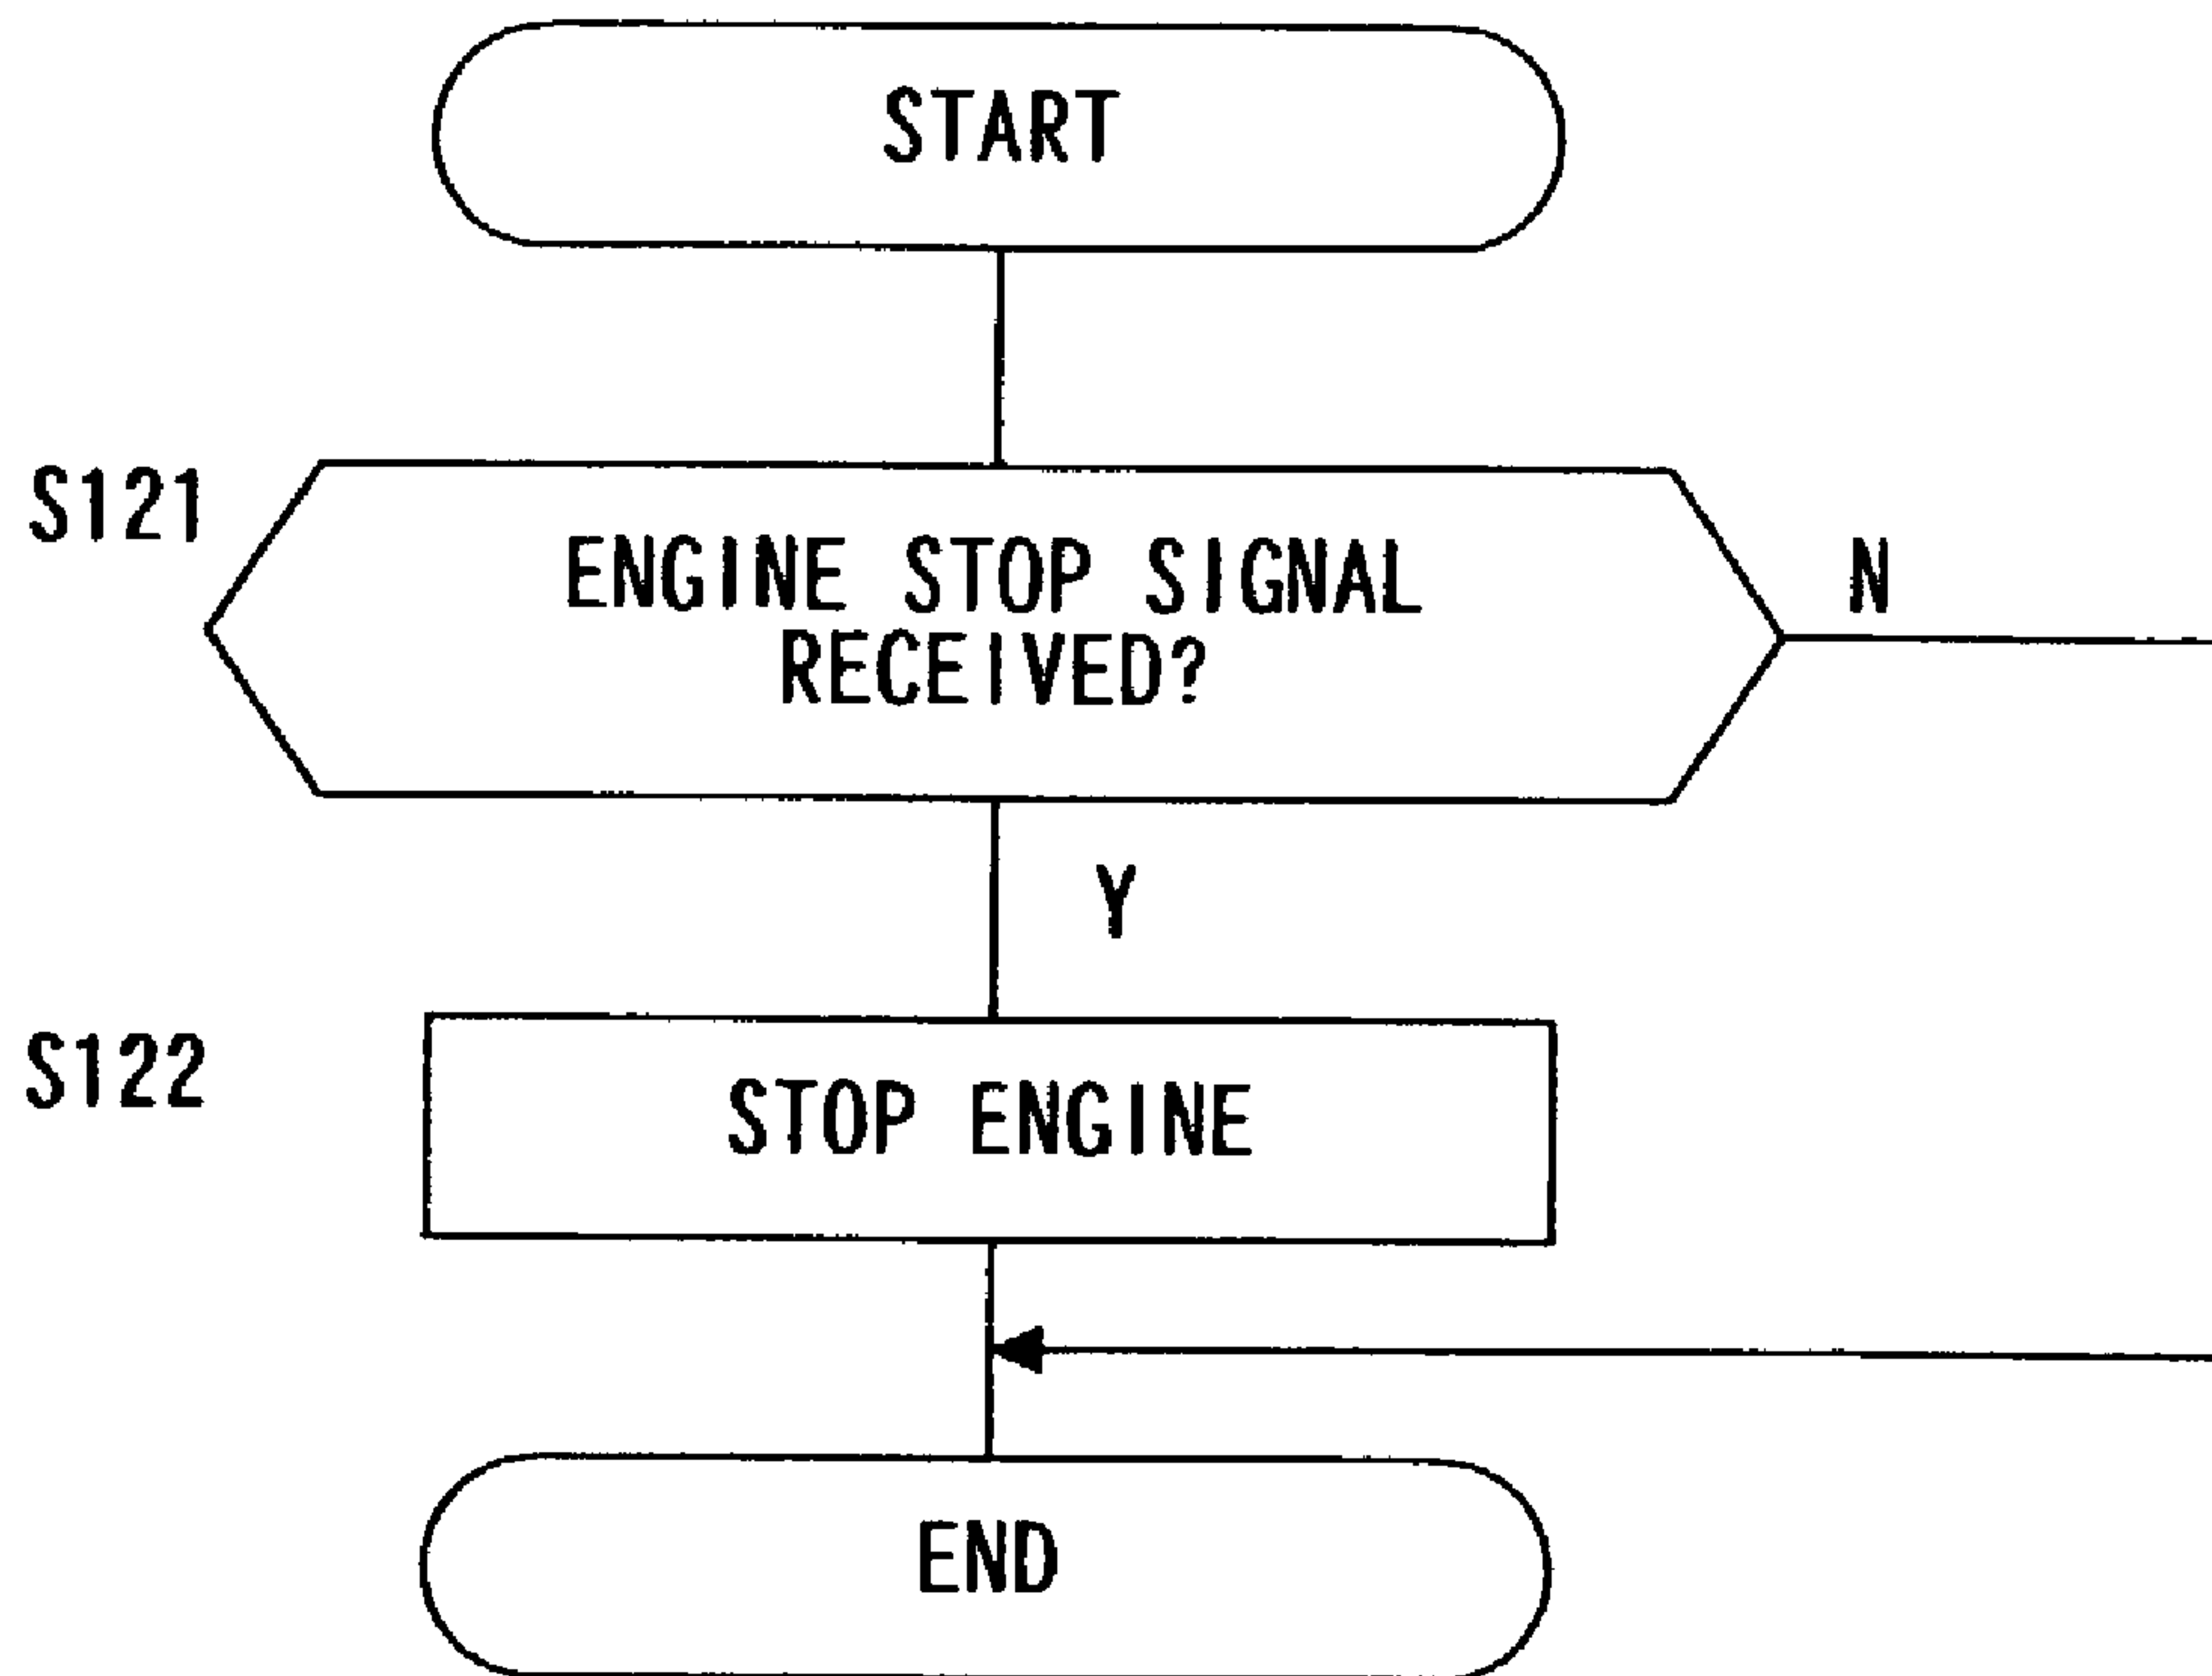 START
S121
ENGINE STOP SIGNAL
RECEIVED?
N
Y
S122
STOP ENGINE
END